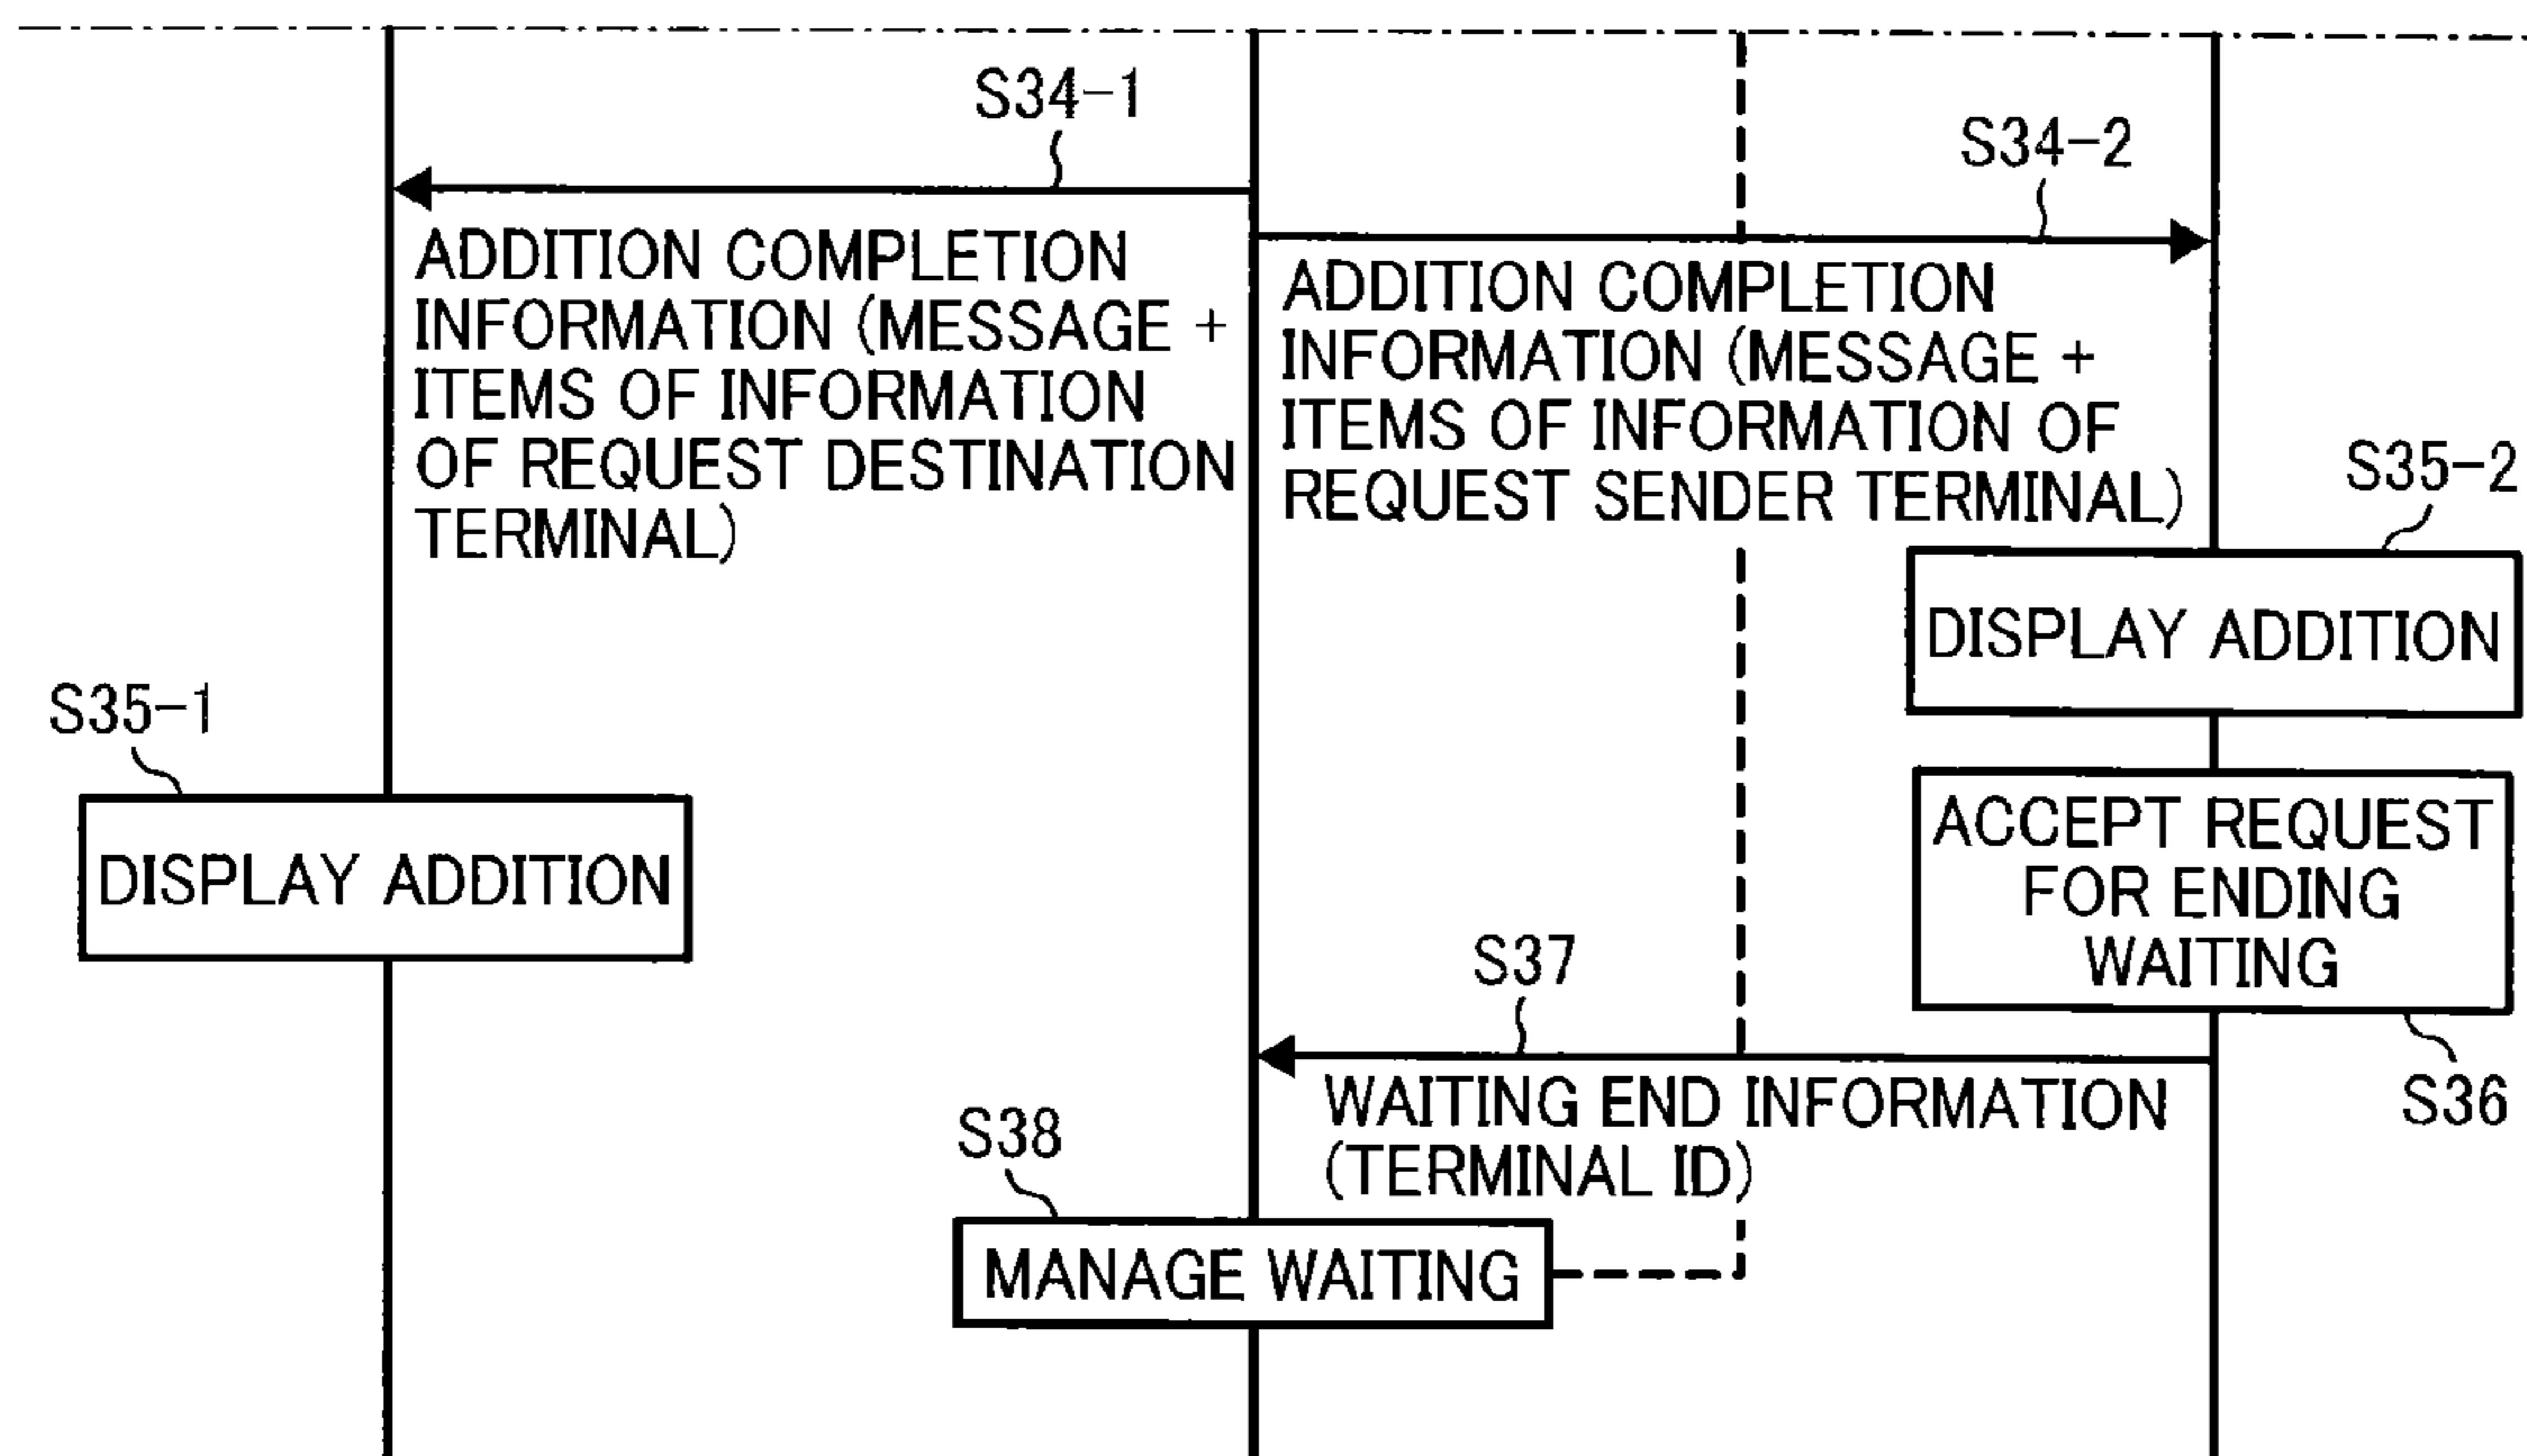 S34-1
S34-2
ADDITION COMPLETION
INFORMATION (MESSAGE +
ITEMS OF INFORMATION
OF REQUEST DESTINATION
TERMINAL)
ADDITION COMPLETION
INFORMATION (MESSAGE +
ITEMS OF INFORMATION OF
REQUEST SENDER TERMINAL)
S35-2
DISPLAY ADDITION
S35-1
DISPLAY ADDITION
ACCEPT REQUEST
FOR ENDING
WAITING
S36
S37
WAITING END INFORMATION
(TERMINAL ID)
S38
MANAGE WAITING